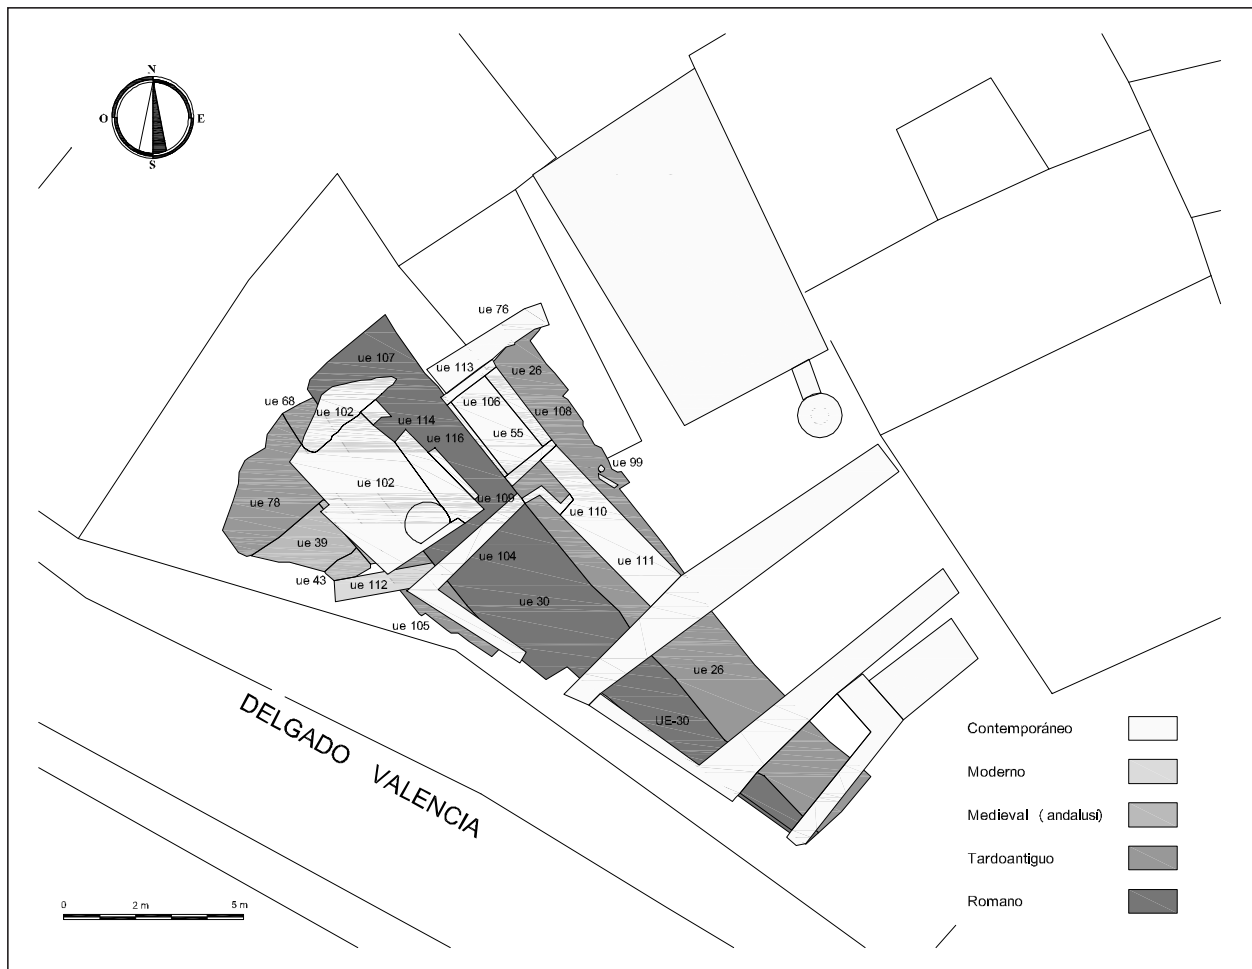 N
O
E
S
ue 76
ue 107
ue 113
ue 26
ue 68
ue 102
ue 106
ue 108
ue 114
ue 116
ue 55
ue 99
ue 102
ue 78
ue 109
ue 110
ue 39
ue 104
ue 111
ue 43
ue 112
ue 30
ue 105
ue 26
UE-30
DELGADO VALENCIA
Contemporáneo
Moderno
Medieval (andalusí)
Tardoantiguo
Romano
0 2 m 5 m